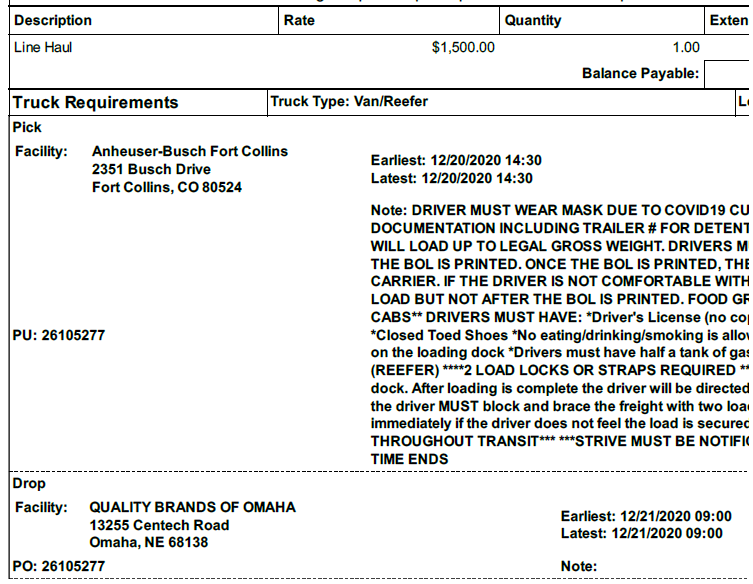 Description Rate Quantity Exten
Line Haul $1,500.00 1.00
Balance Payable:
Truck Requirements Truck Type: Van/Reefer
Pick
Facility: Anheuser-Busch Fort Collins
2351 Busch Drive
Fort Collins, CO 80524
Earliest: 12/20/2020 14:30
Latest: 12/20/2020 14:30
Note: DRIVER MUST WEAR MASK DUE TO COVID19 CU
DOCUMENTATION INCLUDING TRAILER # FOR DETENT
WILL LOAD UP TO LEGAL GROSS WEIGHT. DRIVERS M
THE BOL IS PRINTED. ONCE THE BOL IS PRINTED, THE
CARRIER. IF THE DRIVER IS NOT COMFORTABLE WITH
LOAD BUT NOT AFTER THE BOL IS PRINTED. FOOD GR
CABS** DRIVERS MUST HAVE: *Driver's License (no cop
PU: 26105277
*Closed Toed Shoes *No eating/drinking/smoking is allow
on the loading dock *Drivers must have half a tank of gas
(REEFER) ****2 LOAD LOCKS OR STRAPS REQUIRED **
dock. After loading is complete the driver will be directed
the driver MUST block and brace the freight with two load
immediately if the driver does not feel the load is secured
THROUGHOUT TRANSIT*** ***STRIVE MUST BE NOTIFIC
TIME ENDS
Drop
Facility: QUALITY BRANDS OF OMAHA
13255 Centech Road
Omaha, NE 68138
Earliest: 12/21/2020 09:00
Latest: 12/21/2020 09:00
PO: 26105277 Note: